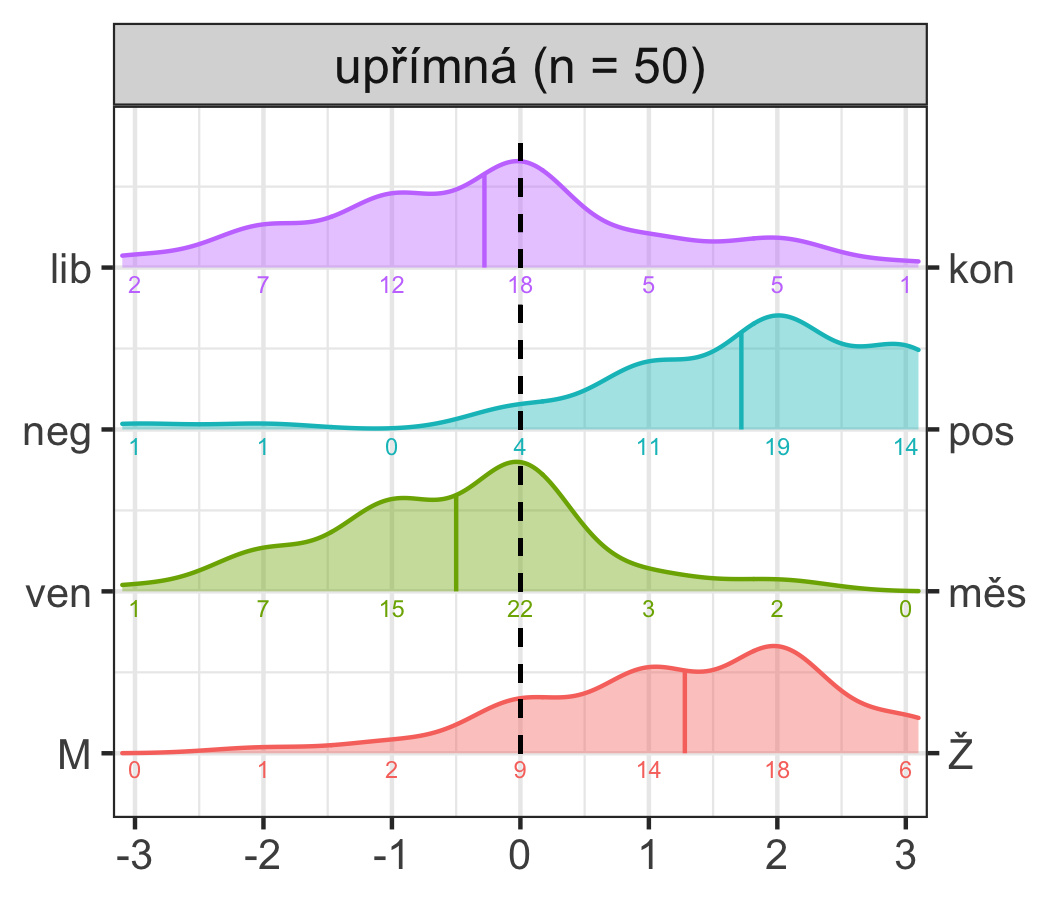 upřímná (n = 50)
lib kon
2 7 12 18 5 5 1
neg pos
1 1 0 4 11 19 14
ven měs
1 7 15 22 3 2 0
M Ž
0 1 2 9 14 18 6
-3 -2 -1 0 1 2 3